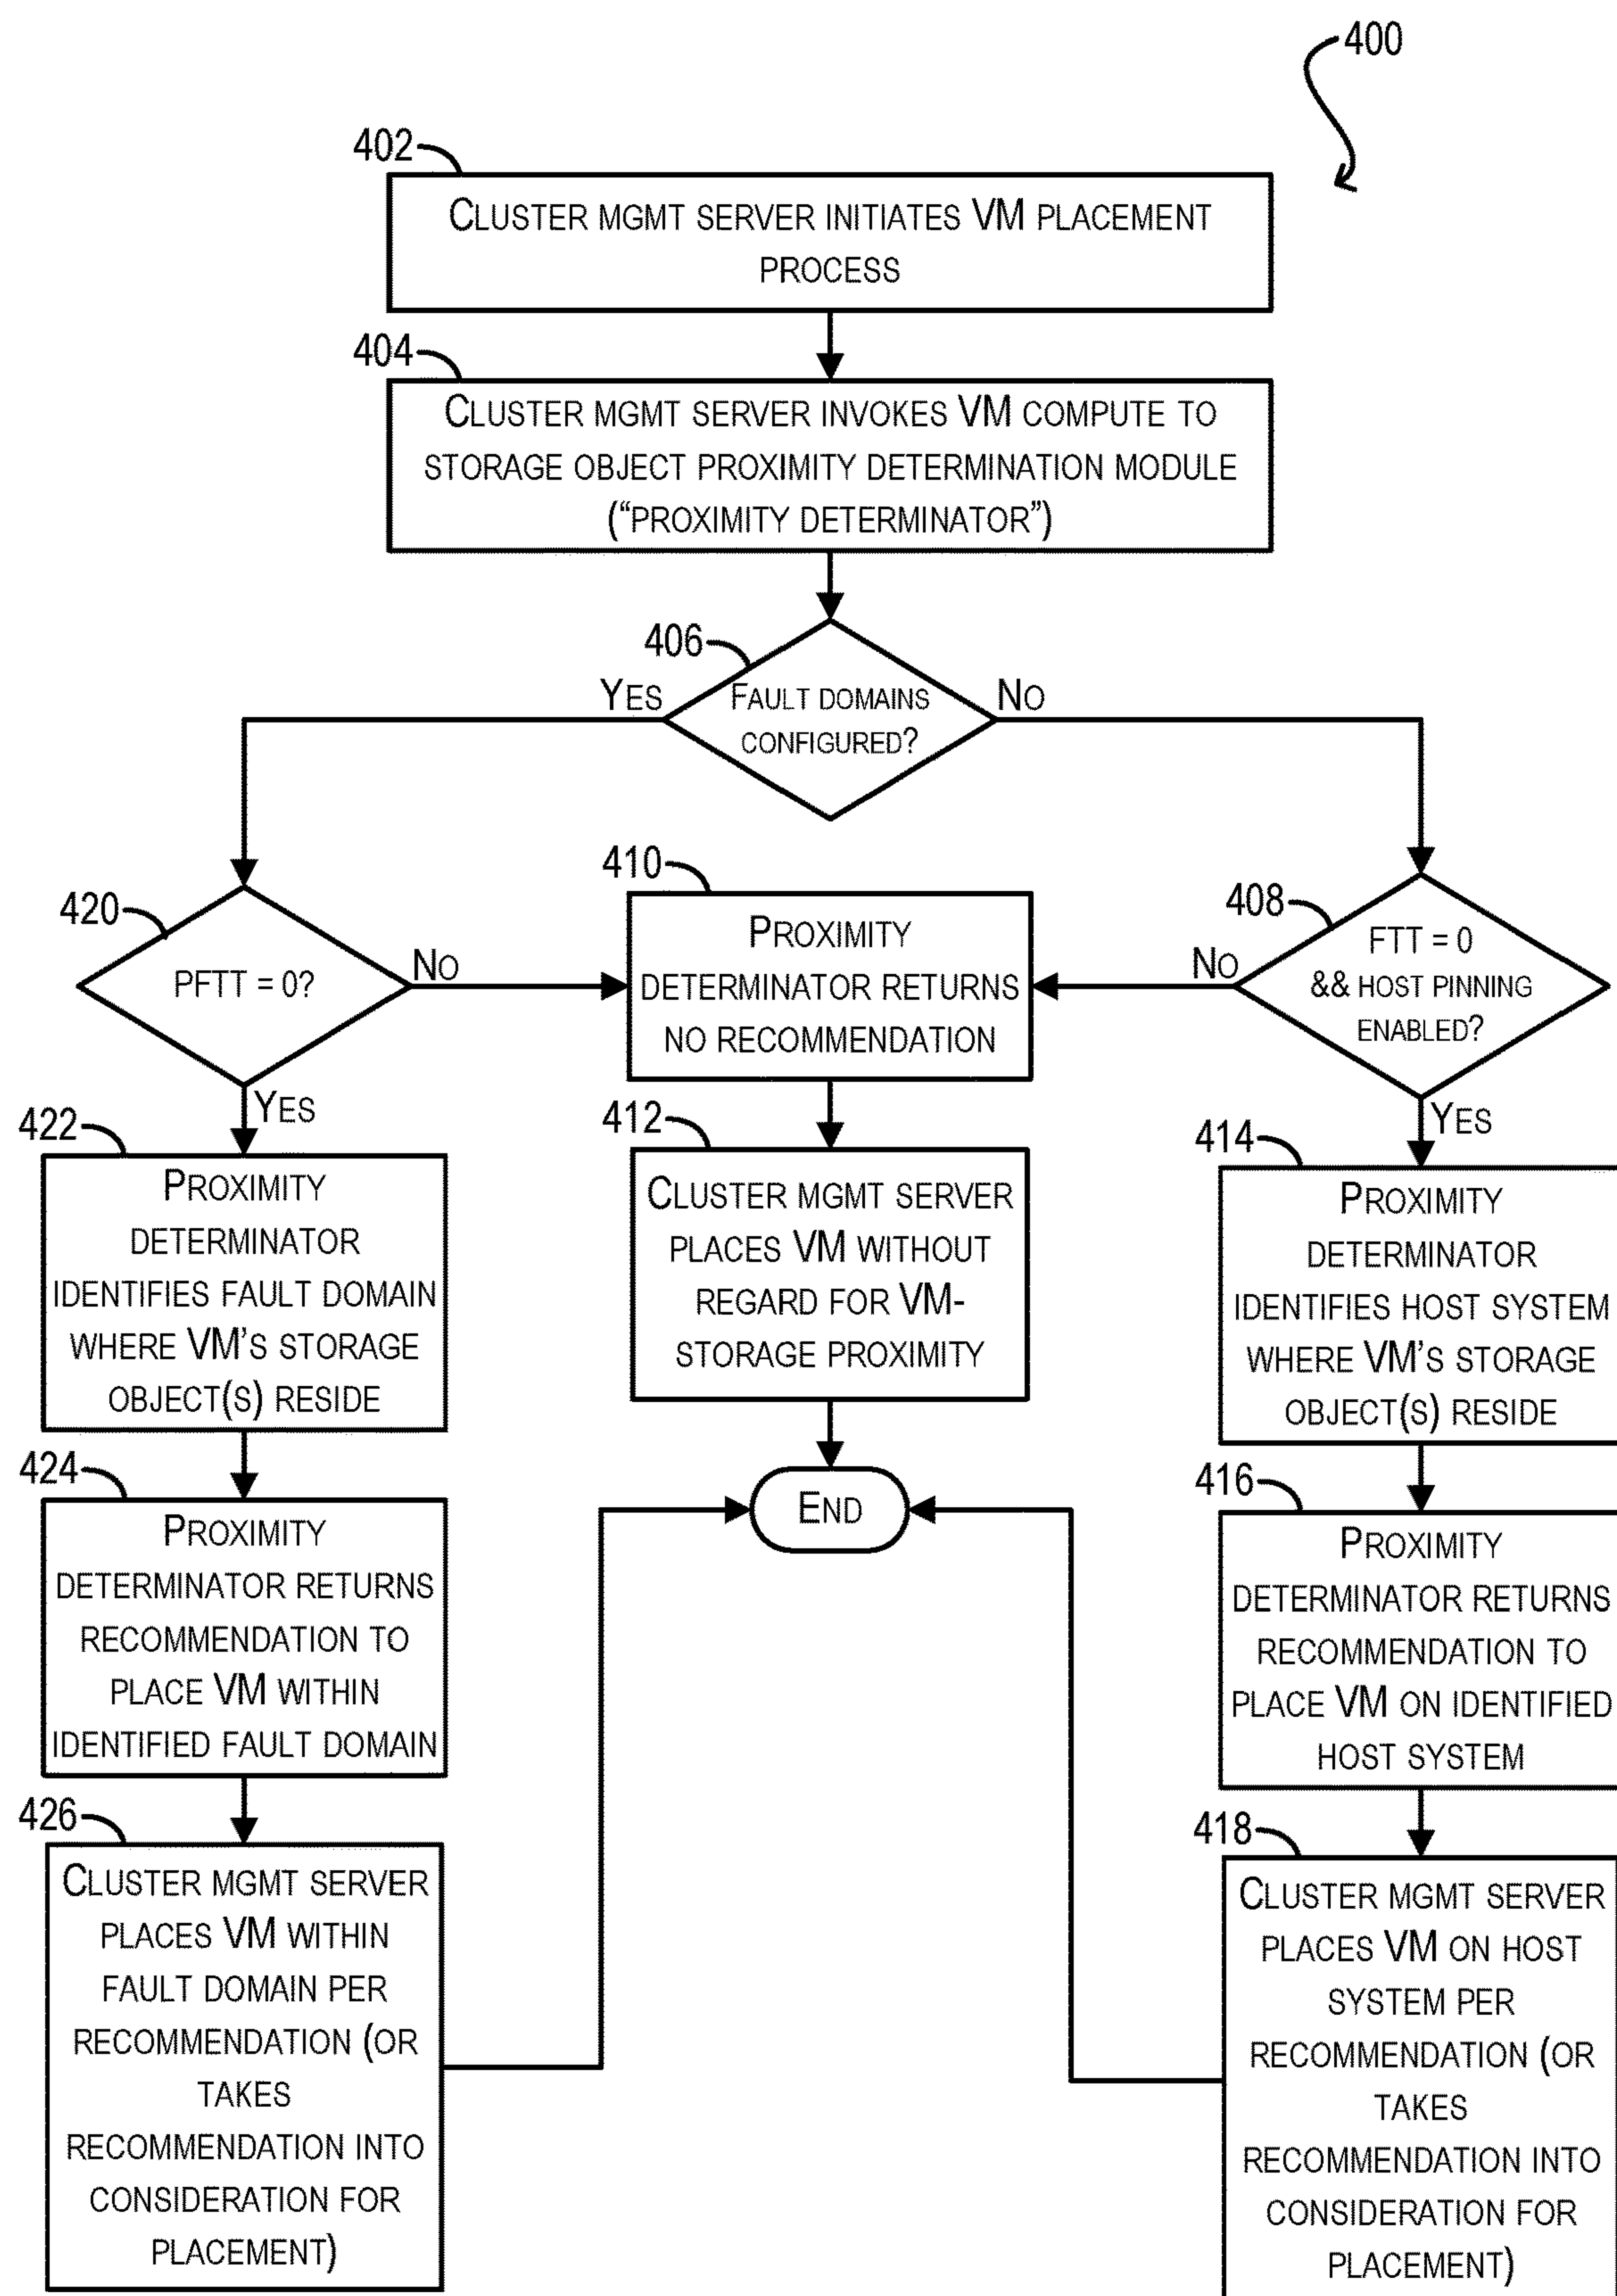 400
402
Cluster mgmt server initiates VM placement
process
404
Cluster mgmt server invokes VM compute to
storage object proximity determination module
(“proximity determinator”)
406
Yes
Fault domains
configured?
No
420
PFTT = 0?
No
Yes
410
Proximity
determinator returns
no recommendation
408
FTT = 0
&& host pinning
enabled?
No
Yes
422
Proximity
determinator
identifies fault domain
where VM’s storage
object(s) reside
412
Cluster mgmt server
places VM without
regard for VM-
storage proximity
414
Proximity
determinator
identifies host system
where VM’s storage
object(s) reside
424
Proximity
determinator returns
recommendation to
place VM within
identified fault domain
End
416
Proximity
determinator returns
recommendation to
place VM on identified
host system
426
Cluster mgmt server
places VM within
fault domain per
recommendation (or
takes
recommendation into
consideration for
placement)
418
Cluster mgmt server
places VM on host
system per
recommendation (or
takes
recommendation into
consideration for
placement)